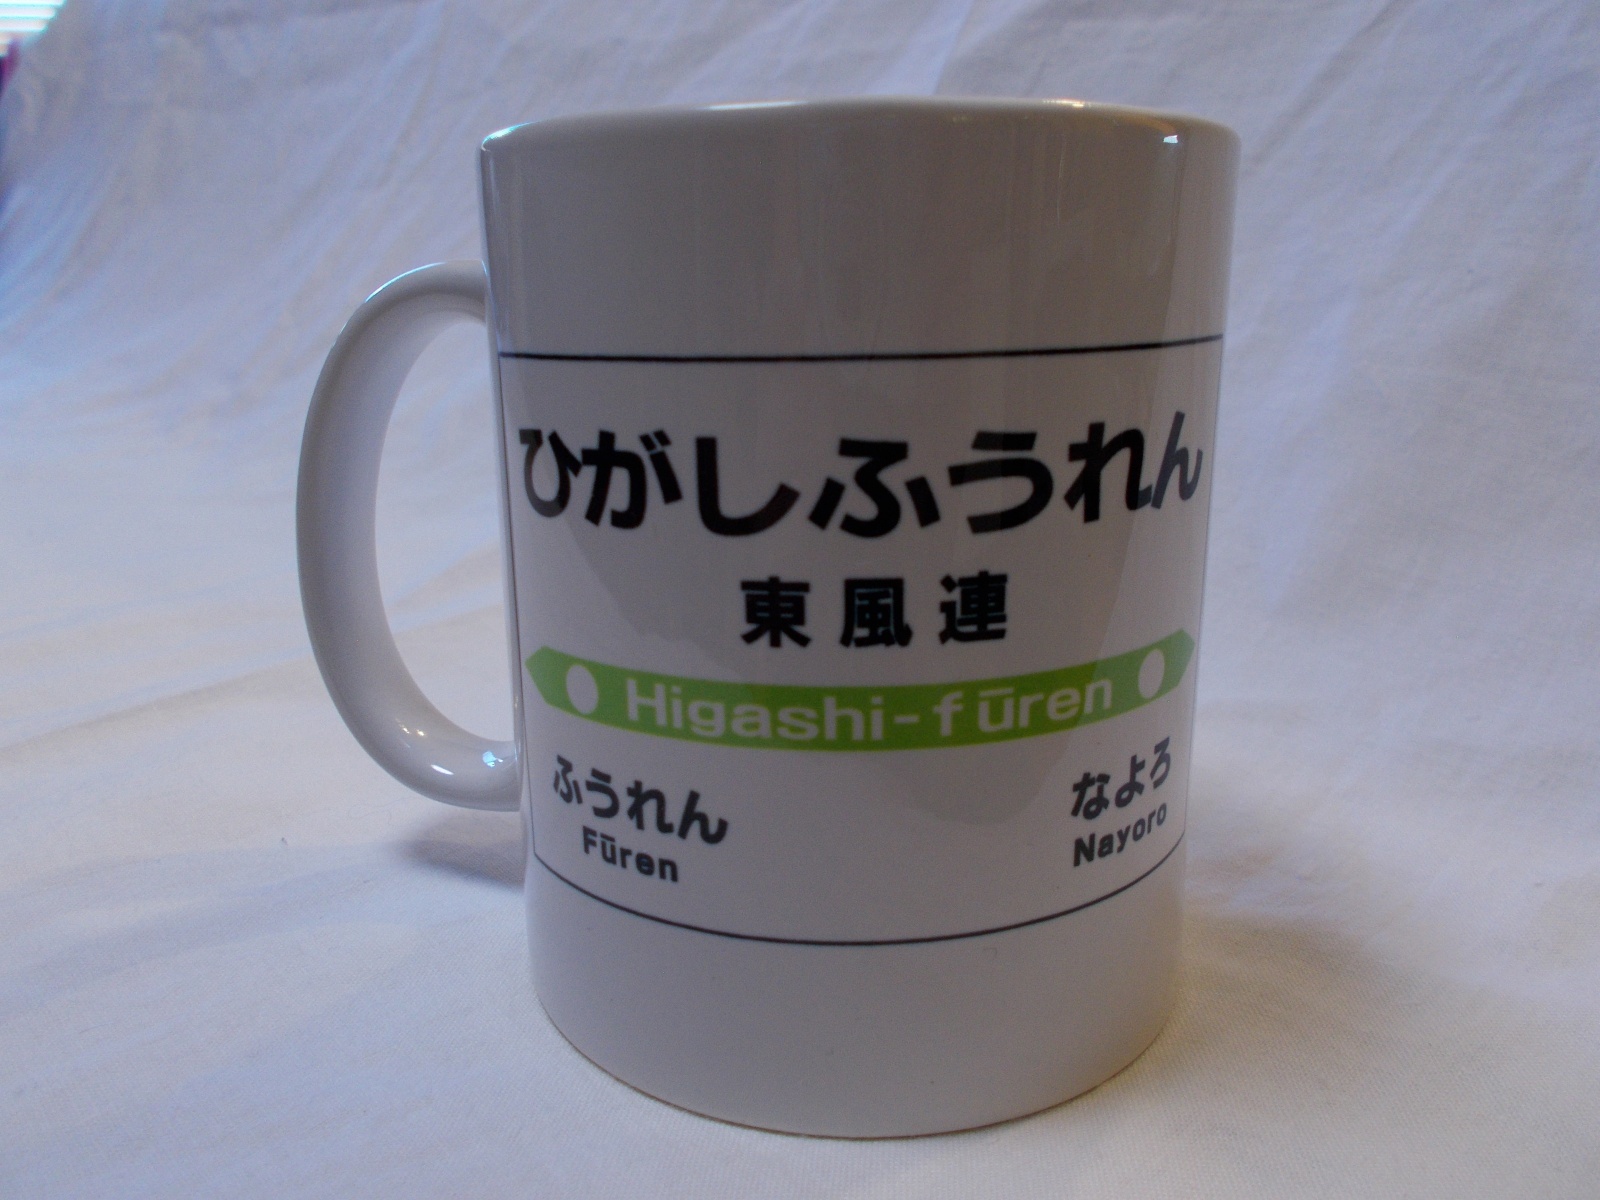 ひがしふうれん
東風連
Higashi-fūren
ふうれん
Fūren
なよろ
Nayoro